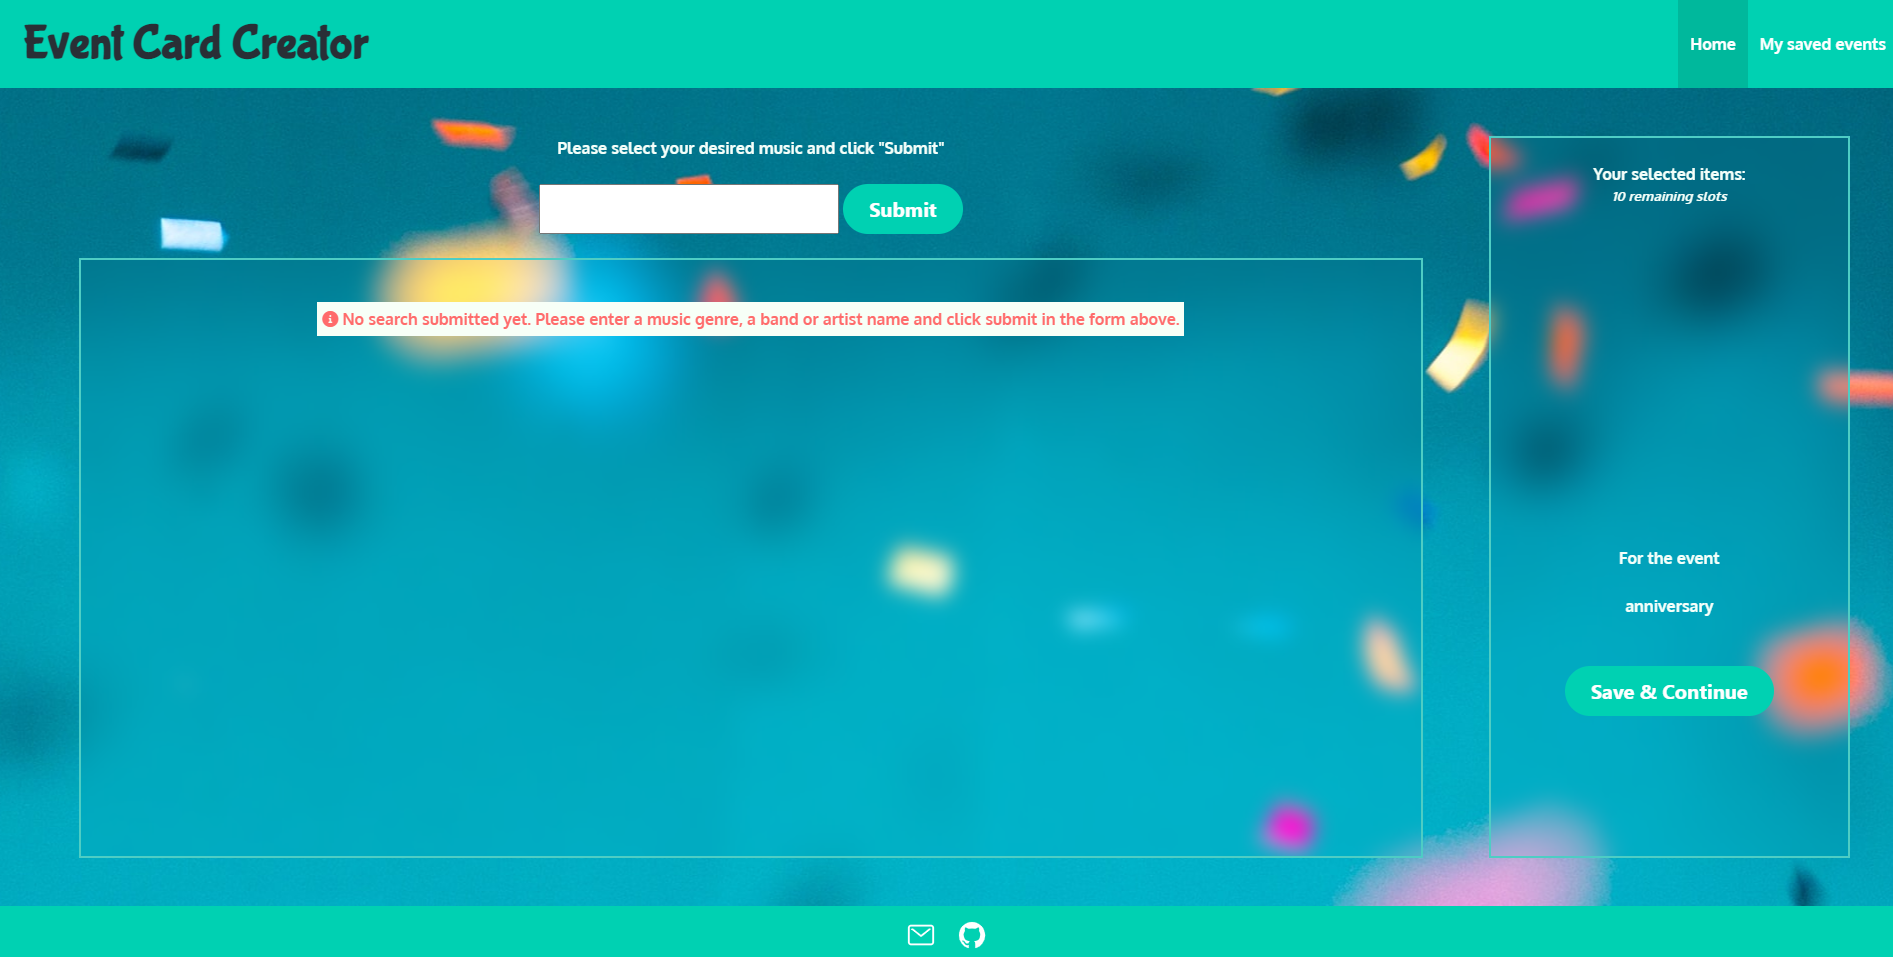 Event Card Creator
Home
My saved events
Please select your desired music and click "Submit"
Submit
No search submitted yet. Please enter a music genre, a band or artist name and click submit in the form above.
Your selected items:
10 remaining slots
For the event
anniversary
Save & Continue